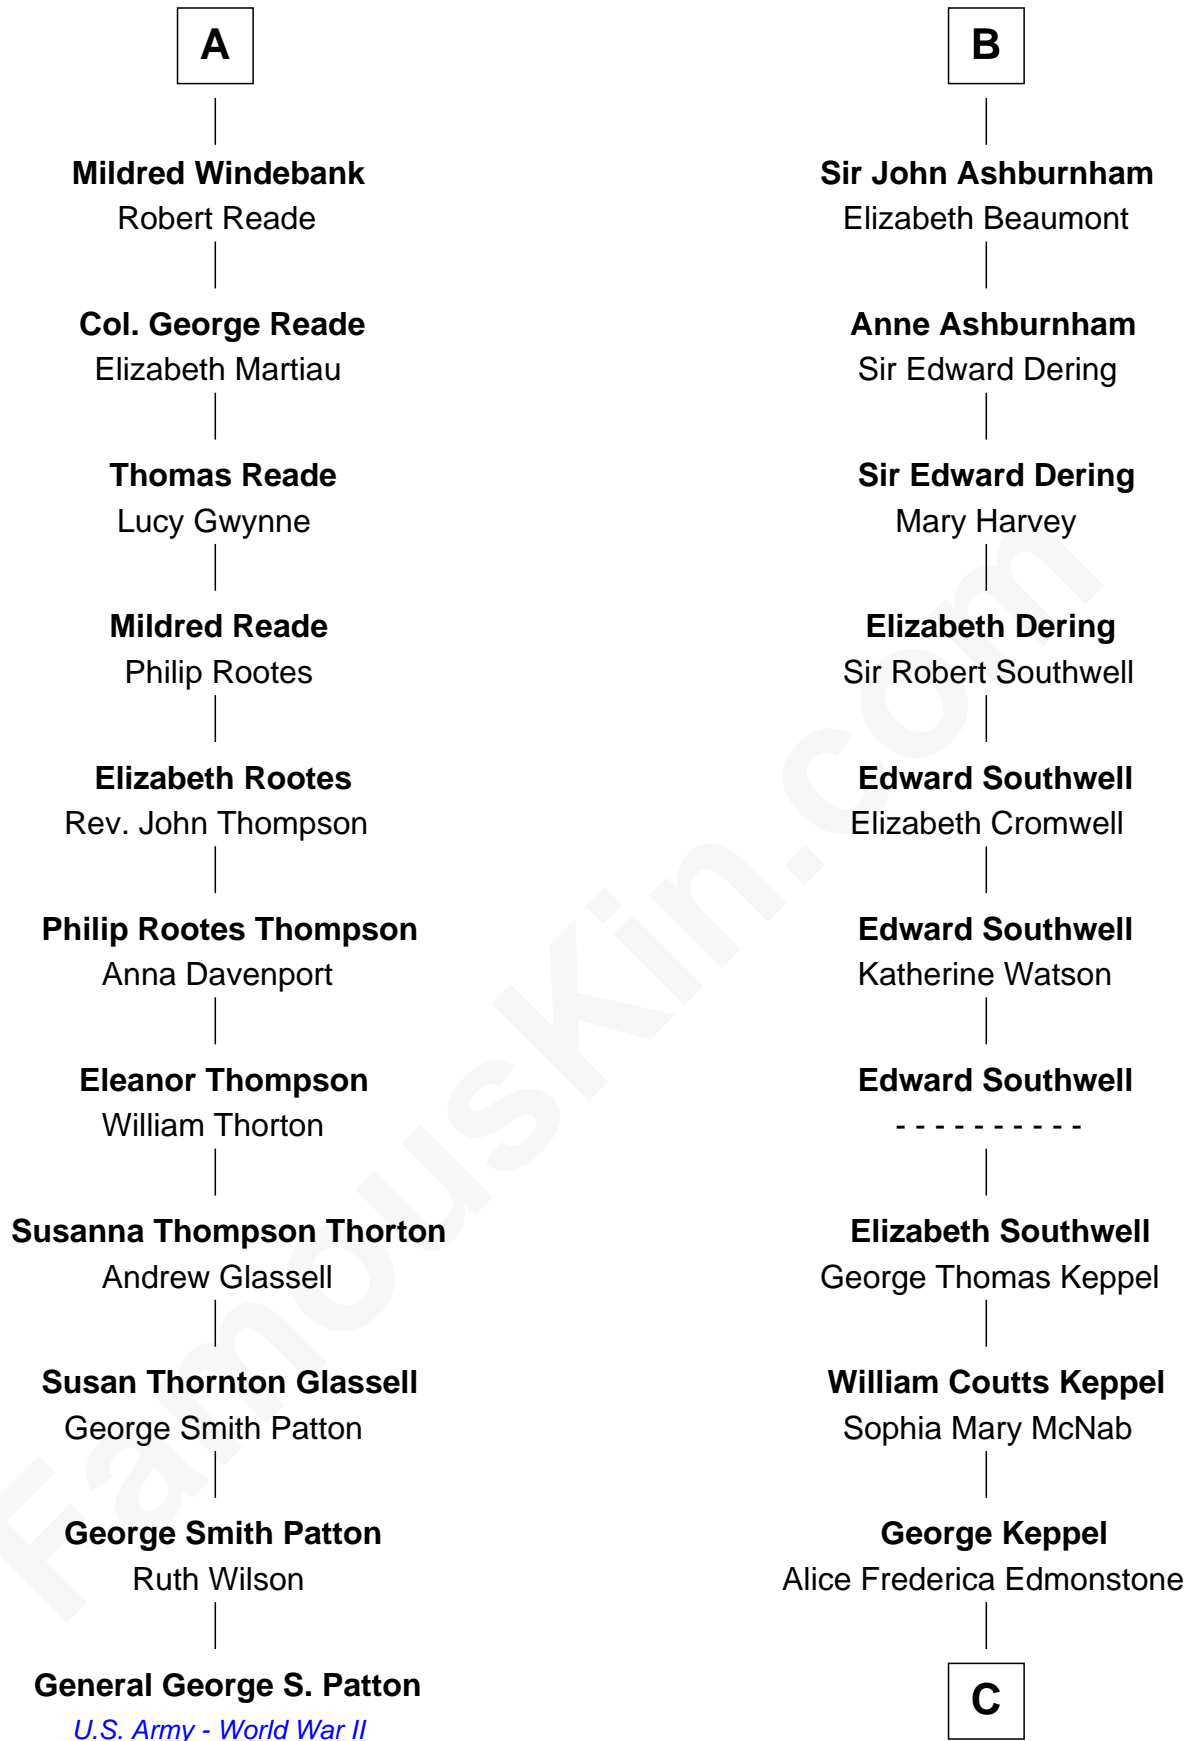 A
Mildred Windebank
Robert Reade
Col. George Reade
Elizabeth Martiau
Thomas Reade
Lucy Gwynne
Mildred Reade
Philip Rootes
Elizabeth Rootes
Rev. John Thompson
Philip Rootes Thompson
Anna Davenport
Eleanor Thompson
William Thorton
Susanna Thompson Thorton
Andrew Glassell
Susan Thornton Glassell
George Smith Patton
George Smith Patton
Ruth Wilson
General George S. Patton
U.S. Army - World War II
B
Sir John Ashburnham
Elizabeth Beaumont
Anne Ashburnham
Sir Edward Dering
Sir Edward Dering
Mary Harvey
Elizabeth Dering
Sir Robert Southwell
Edward Southwell
Elizabeth Cromwell
Edward Southwell
Katherine Watson
Edward Southwell
- - - - - - - - - -
Elizabeth Southwell
George Thomas Keppel
William Coutts Keppel
Sophia Mary McNab
George Keppel
Alice Frederica Edmonstone
C
FamousKin.com